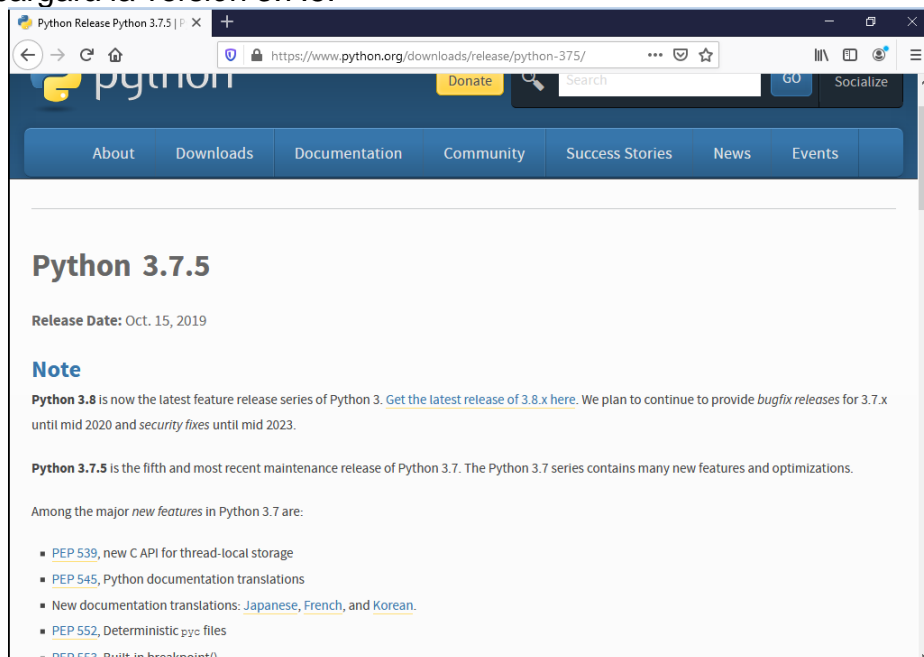 Python Release Python 3.7.5 | P
https://www.python.org/downloads/release/python-375/
python
Donate
Search
GO
Socialize
About Downloads Documentation Community Success Stories News Events
Python 3.7.5
Release Date: Oct. 15, 2019
Note
Python 3.8 is now the latest feature release series of Python 3. Get the latest release of 3.8.x here. We plan to continue to provide bugfix releases for 3.7.x
until mid 2020 and security fixes until mid 2023.
Python 3.7.5 is the fifth and most recent maintenance release of Python 3.7. The Python 3.7 series contains many new features and optimizations.
Among the major new features in Python 3.7 are:
PEP 539, new C API for thread-local storage
PEP 545, Python documentation translations
New documentation translations: Japanese, French, and Korean.
PEP 552, Deterministic pyc files
PEP 553, Built-in breakpoint()